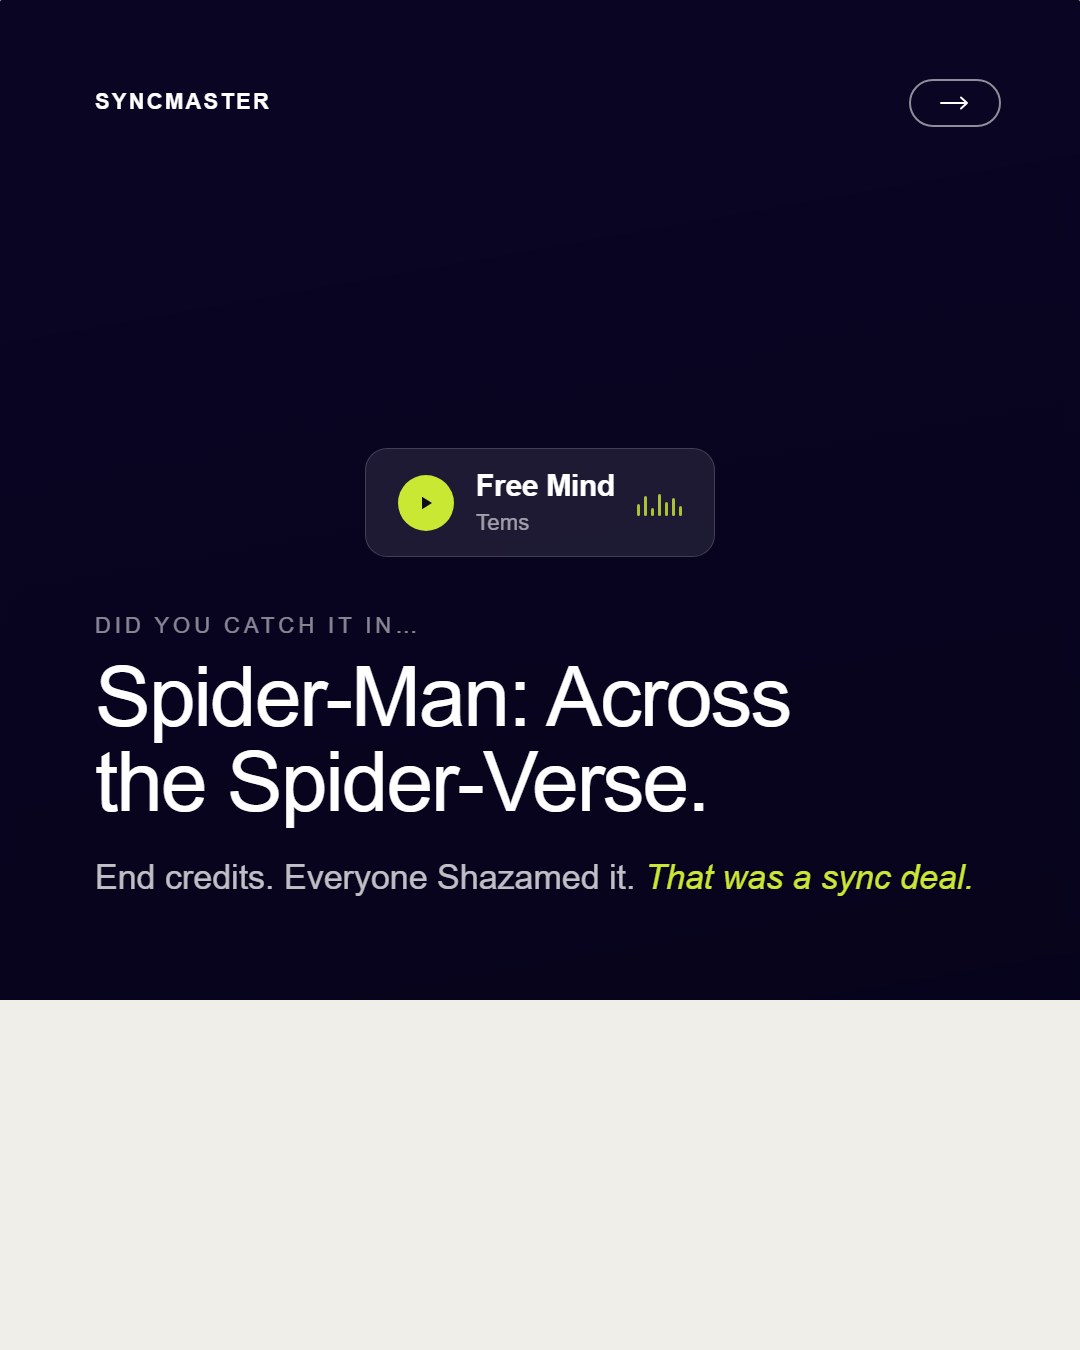 SYNCMASTER
Free Mind
Tems
DID YOU CATCH IT IN...
Spider-Man: Across
the Spider-Verse.
End credits. Everyone Shazamed it. That was a sync deal.